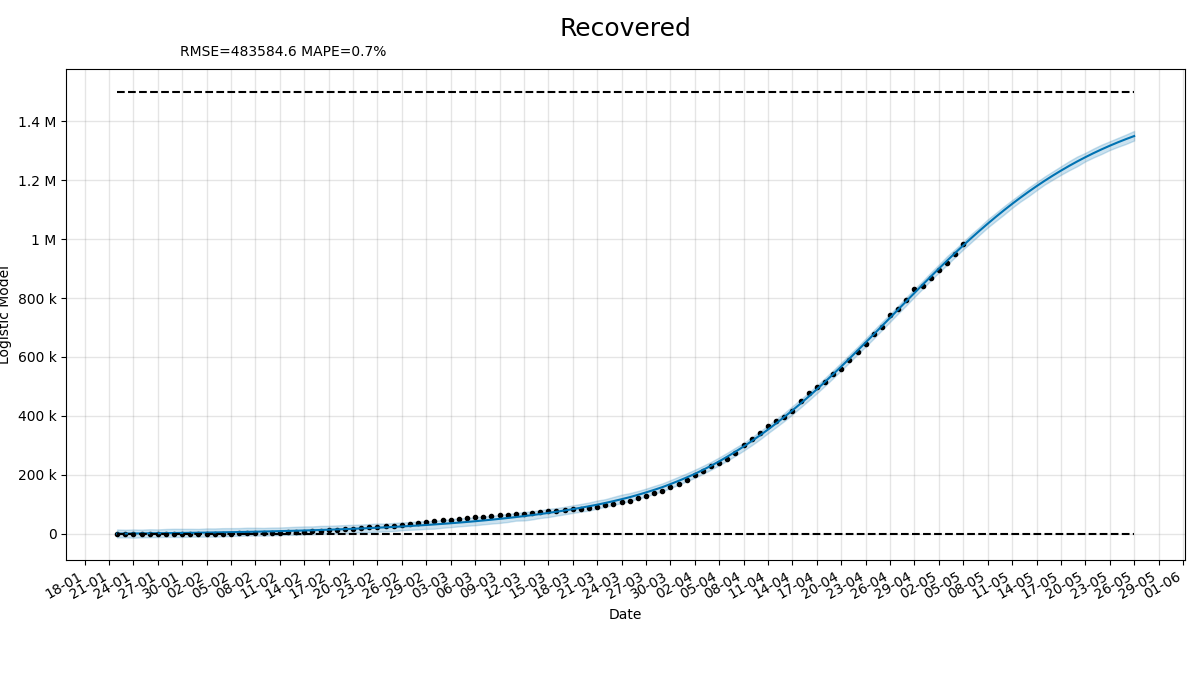 Recovered
RMSE=483584.6 MAPE=0.7%
1.4 M
1.2 M
1 M
800 k
600 k
400 k
200 k
0
Logistic Model
18-01 21-01 24-01 27-01 30-01 02-02 05-02 08-02 11-02 14-02 17-02 20-02 23-02 26-02 29-02 03-03 06-03 09-03 12-03 15-03 18-03 21-03 24-03 27-03 30-03 02-04 05-04 08-04 11-04 14-04 17-04 20-04 23-04 26-04 29-04 02-05 05-05 08-05 11-05 14-05 17-05 20-05 23-05 26-05 29-05 01-06
Date